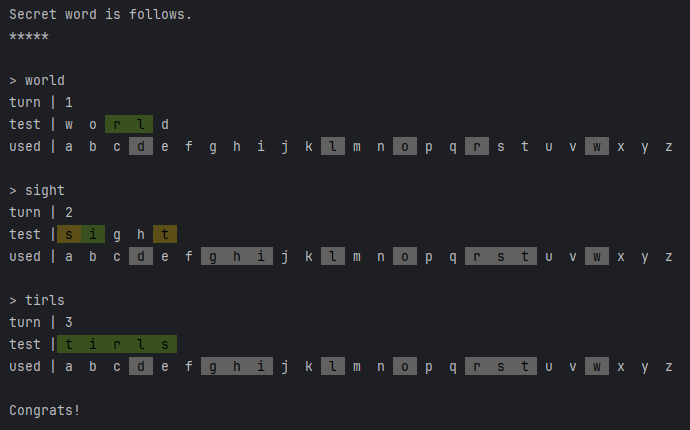 Secret word is follows.
*****
> world
turn | 1
test | w o r l d
used | a b c d e f g h i j k l m n o p q r s t u v w x y z
> sight
turn | 2
test | s i g h t
used | a b c d e f g h i j k l m n o p q r s t u v w x y z
> tirls
turn | 3
test | t i r l s
used | a b c d e f g h i j k l m n o p q r s t u v w x y z
Congrats!